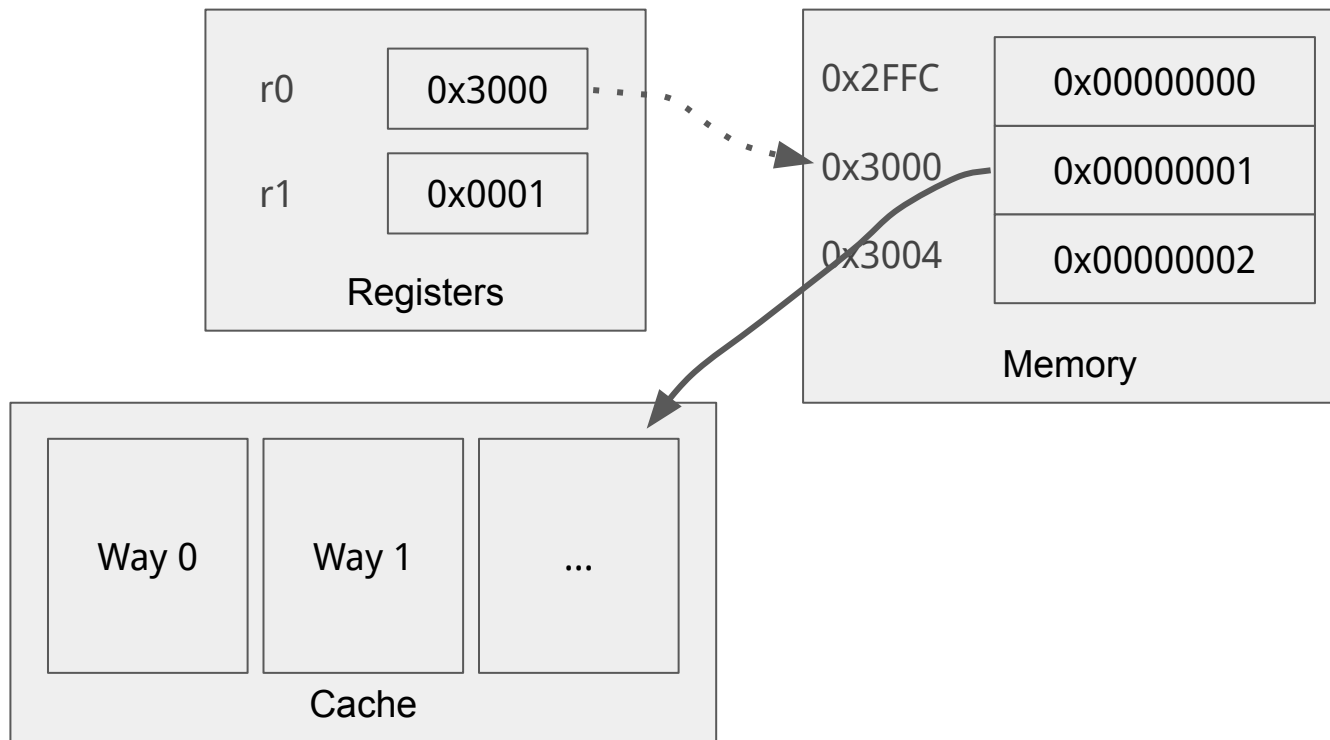 r0
0x3000
r1
0x0001
Registers
0x2FFC
0x00000000
0x3000
0x00000001
0x3004
0x00000002
Memory
Way 0
Way 1
...
Cache